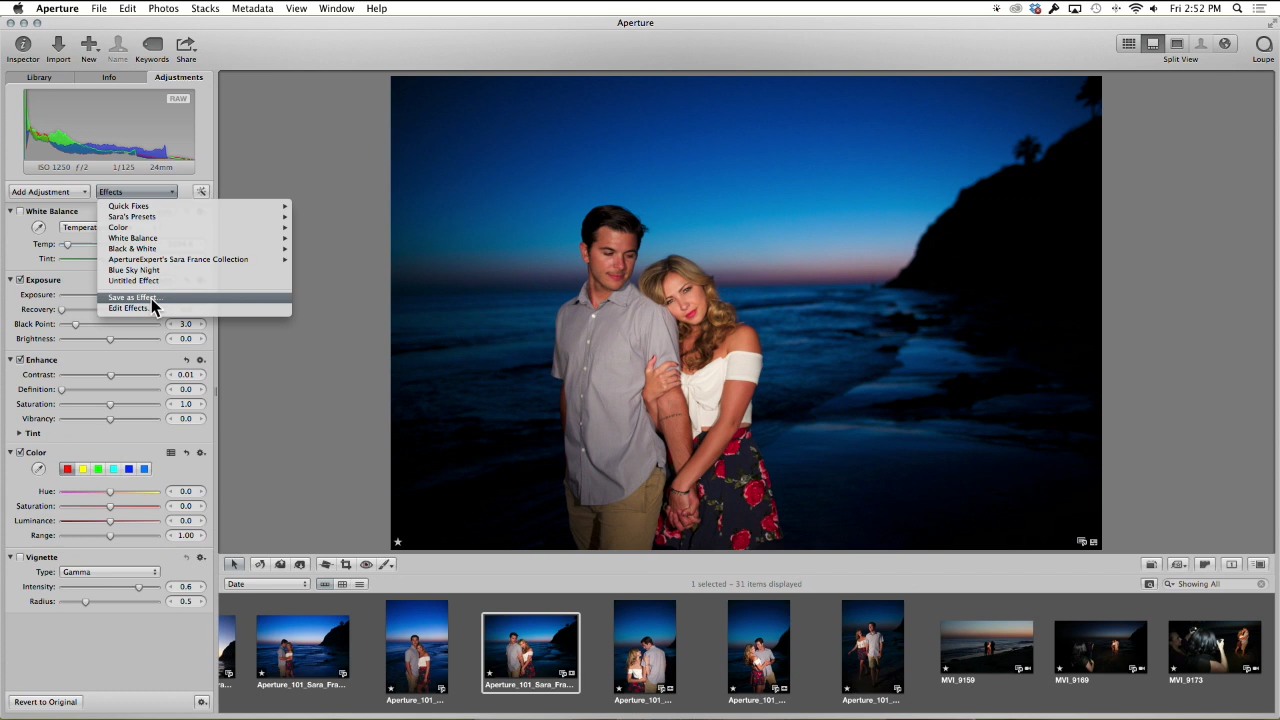 Aperture File Edit Photos Stacks Metadata View Window Help Fri 2:52 PM
Aperture
Inspector Import New Name Keywords Share Split View Loupe
Library Info Adjustments
RAW
ISO 1250 ƒ/2 1/125 24mm
Add Adjustment Effects
Quick Fixes
Sara's Presets
Color
White Balance
Black & White
ApertureExpert's Sara France Collection
Blue Sky Night
Untitled Effect
Save as Effect...
Edit Effects...
White Balance
Temp:
Tint:
Exposure
Exposure:
Recovery:
Black Point: 3.0
Brightness: 0.0
Enhance
Contrast: 0.01
Definition: 0.0
Saturation: 1.0
Vibrancy: 0.0
Tint
Color
Hue: 0.0
Saturation: 0.0
Luminance: 0.0
Range: 1.00
Vignette
Type: Gamma
Intensity: 0.6
Radius: 0.5
Revert to Original
Date 1 selected - 31 items displayed Showing All
Aperture_101_Sara_Fra... Aperture_101_... Aperture_101_Sara_Fra... Aperture_101_... Aperture_101_... Aperture_101_... MVI_9159 MVI_9169 MVI_9173